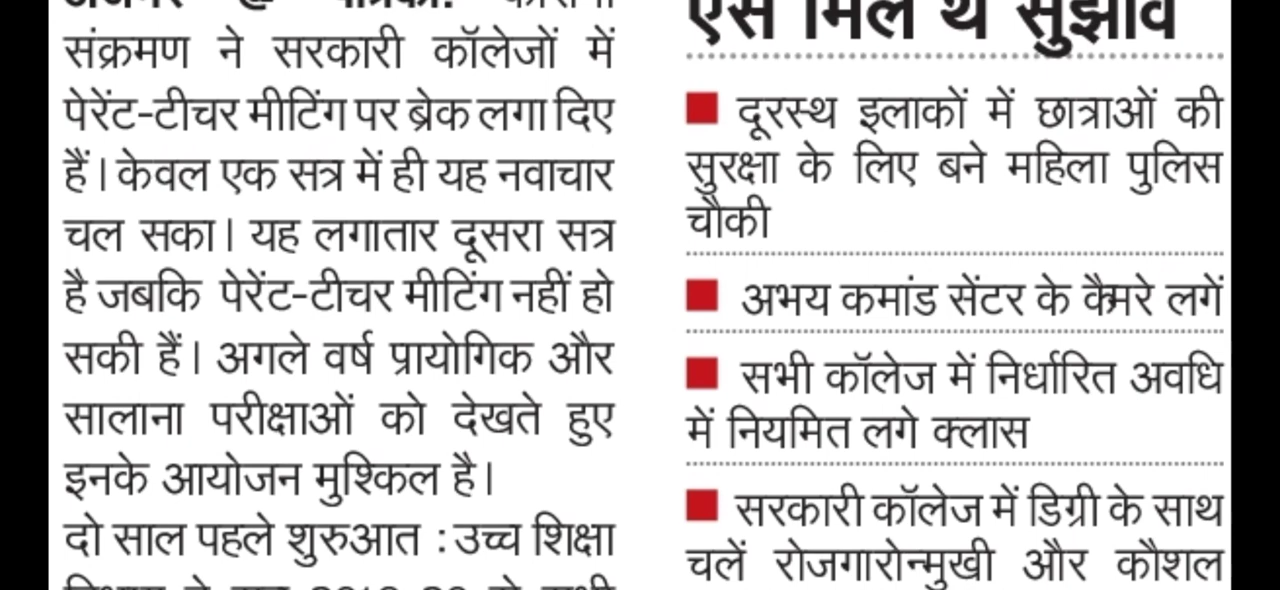 संक्रमण ने सरकारी कॉलेजों में
पेरेंट-टीचर मीटिंग पर ब्रेक लगा दिए
हैं। केवल एक सत्र में ही यह नवाचार
चल सका। यह लगातार दूसरा सत्र
है जबकि पेरेंट-टीचर मीटिंग नहीं हो
सकी हैं। अगले वर्ष प्रायोगिक और
सालाना परीक्षाओं को देखते हुए
इनके आयोजन मुश्किल है।
दो साल पहले शुरुआत : उच्च शिक्षा
ऐसे मिले थे सुझाव
दूरस्थ इलाकों में छात्राओं की
सुरक्षा के लिए बने महिला पुलिस
चौकी
अभय कमांड सेंटर के कैमरे लगें
सभी कॉलेज में निर्धारित अवधि
में नियमित लगे क्लास
सरकारी कॉलेज में डिग्री के साथ
चलें रोजगारोन्मुखी और कौशल